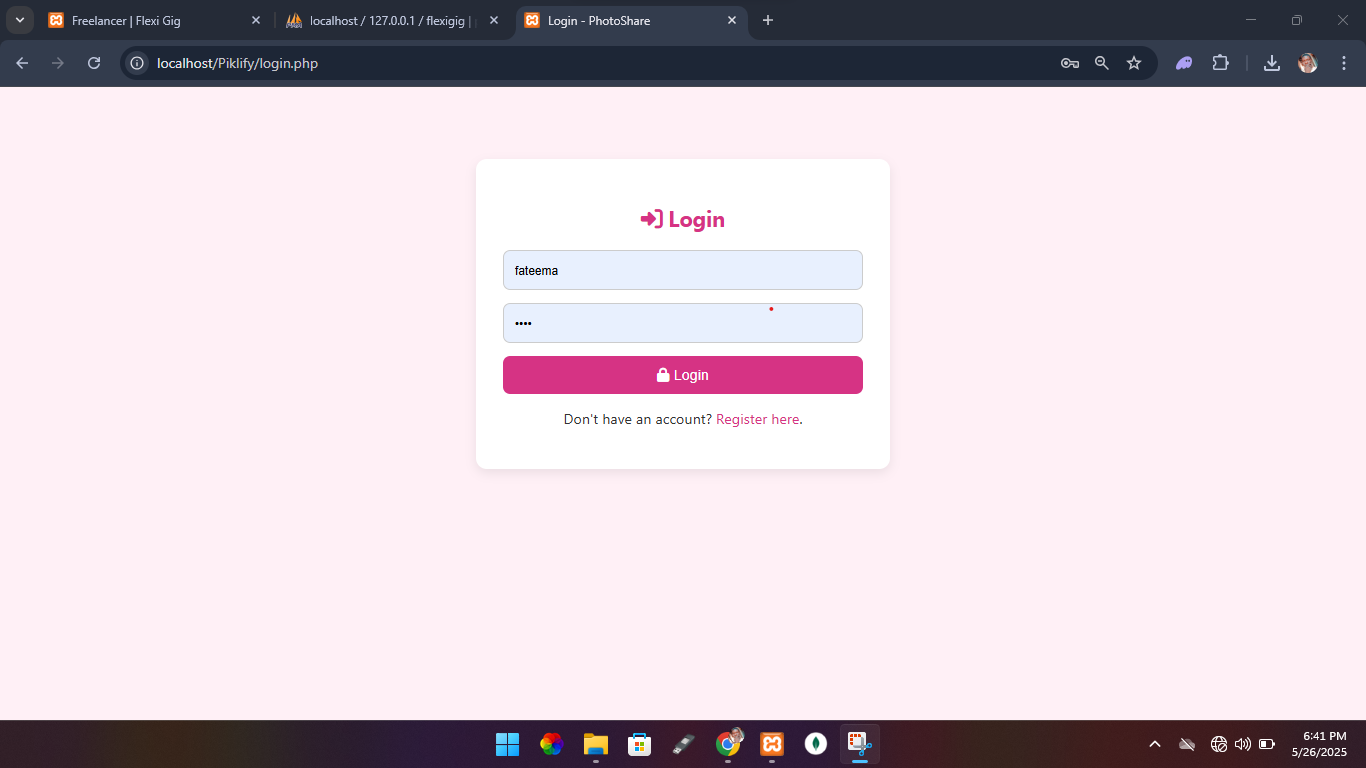 Freelancer | Flexi Gig
localhost / 127.0.0.1 / flexigig |
Login - PhotoShare
localhost/Piklify/login.php
Login
fateema
••••
Login
Don't have an account? Register here.
6:41 PM
5/26/2025